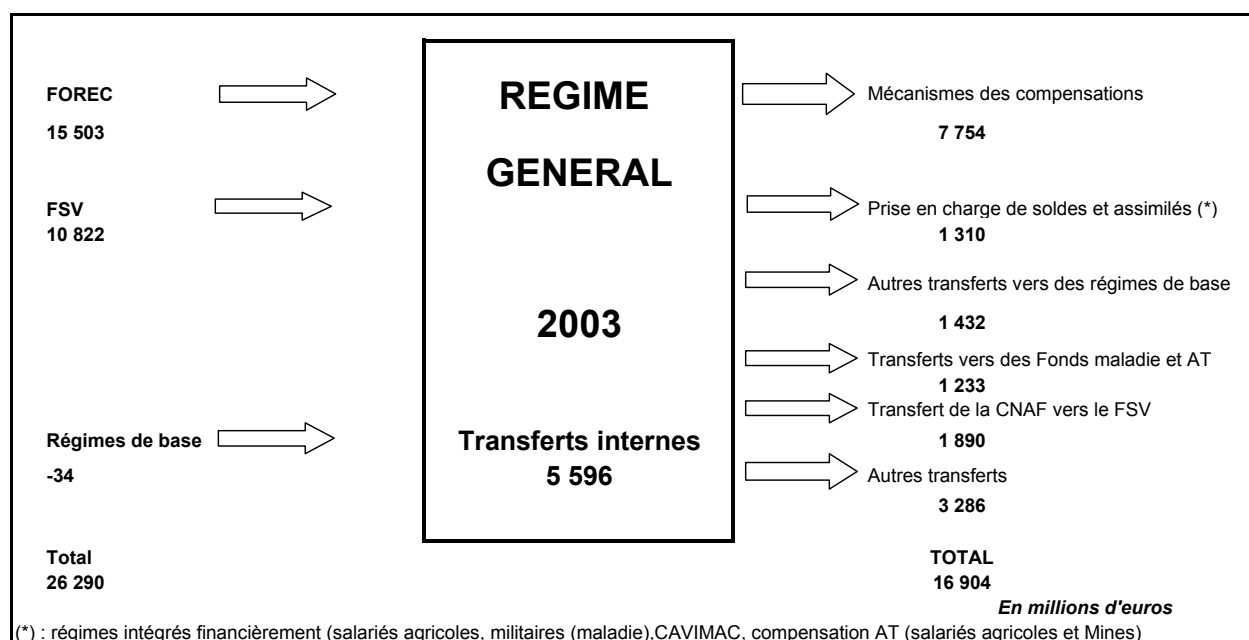 FOREC
15 503
FSV
10 822
Régimes de base
-34
Total
26 290
REGIME
GENERAL
2003
Transferts internes
5 596
Mécanismes des compensations
7 754
Prise en charge de soldes et assimilés (*)
1 310
Autres transferts vers des régimes de base
1 432
Transferts vers des Fonds maladie et AT
1 233
Transfert de la CNAF vers le FSV
1 890
Autres transferts
3 286
TOTAL
16 904
En millions d'euros
(*) : régimes intégrés financièrement (salariés agricoles, militaires (maladie),CAVIMAC, compensation AT (salariés agricoles et Mines)